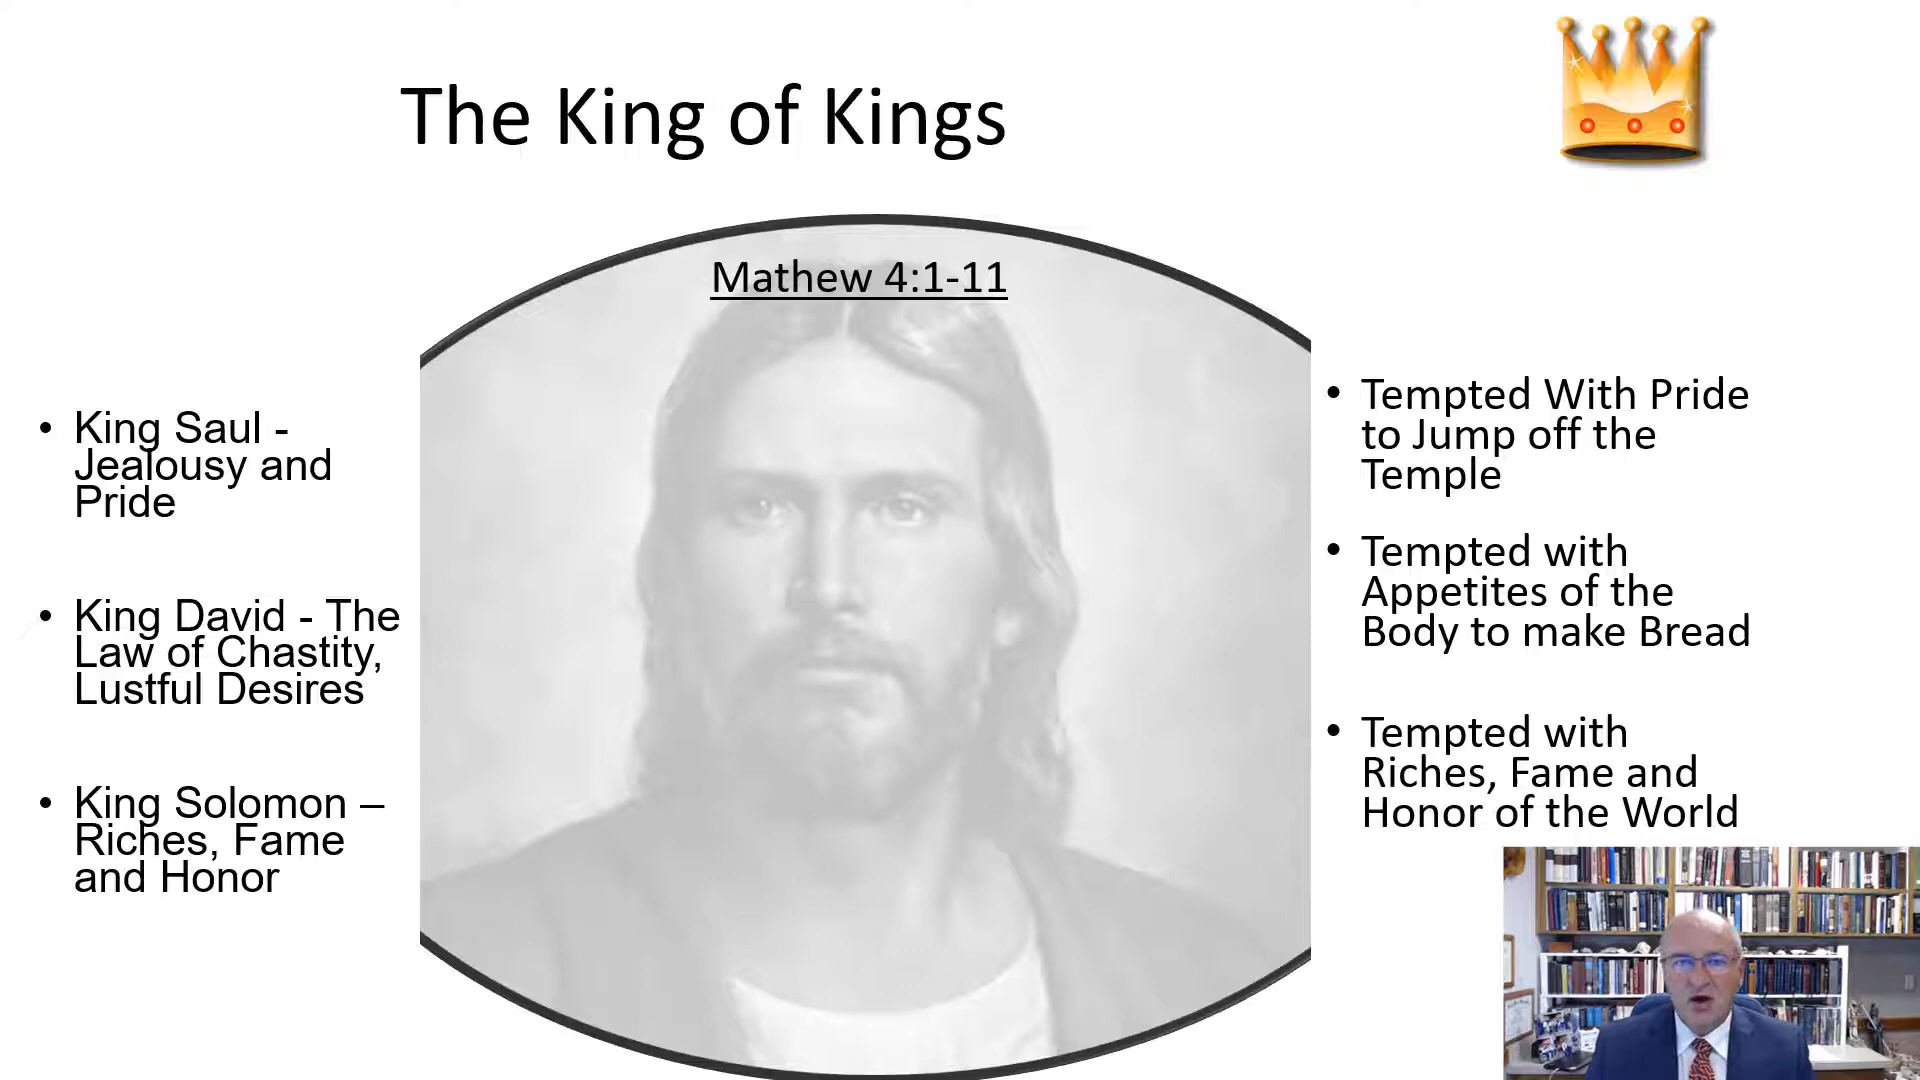 The King of Kings
Mathew 4:1-11
• King Saul -
Jealousy and
Pride
• King David - The
Law of Chastity,
Lustful Desires
• King Solomon –
Riches, Fame
and Honor
• Tempted With Pride
to Jump off the
Temple
• Tempted with
Appetites of the
Body to make Bread
• Tempted with
Riches, Fame and
Honor of the World